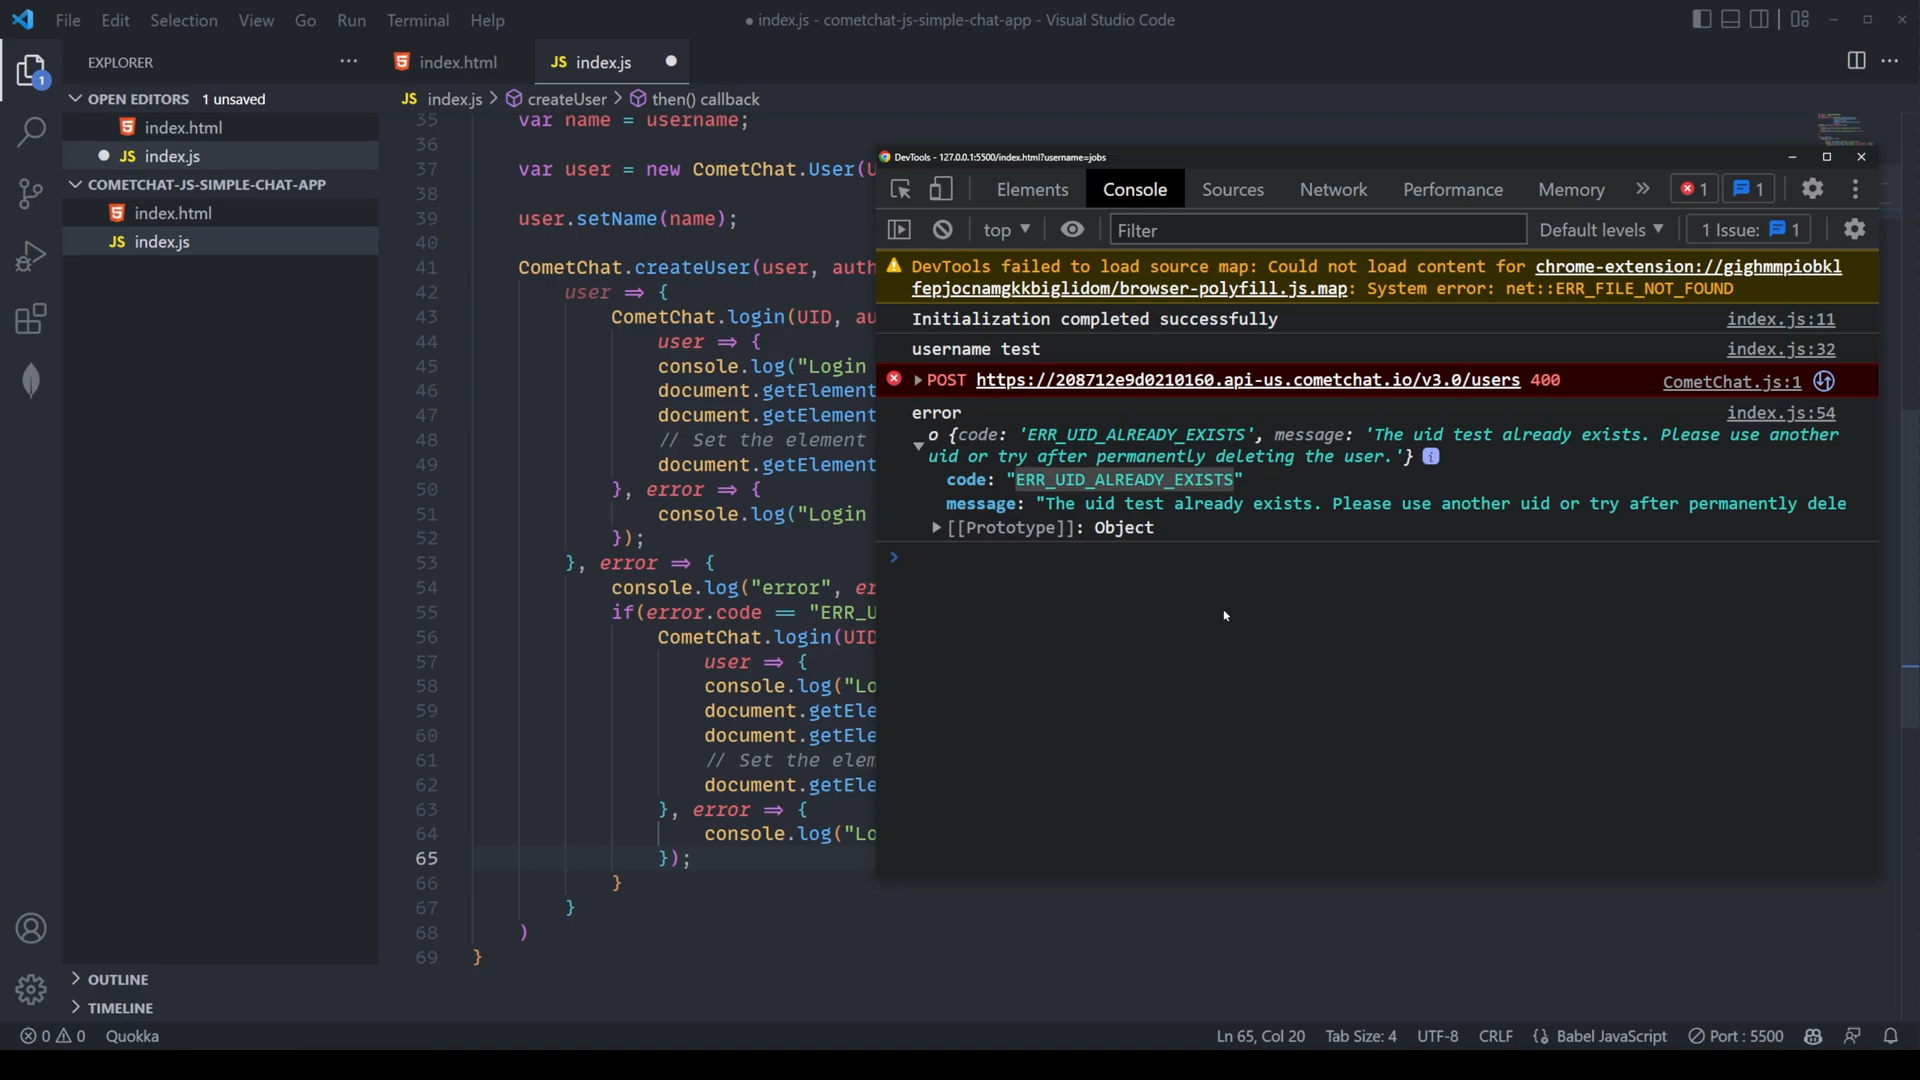 File Edit Selection View Go Run Terminal Help
● index.js - cometchat-js-simple-chat-app - Visual Studio Code
EXPLORER
OPEN EDITORS 1 unsaved
index.html
JS index.js
COMETCHAT-JS-SIMPLE-CHAT-APP
index.html
JS index.js
OUTLINE
TIMELINE
1
index.html
JS index.js
JS index.js > createUser > then() callback
35 var name = username;
36
37 var user = new CometChat.User(U
38
39 user.setName(name);
40
41 CometChat.createUser(user, auth
42 user => {
43 CometChat.login(UID, au
44 user => {
45 console.log("Login
46 document.getElement
47 document.getElement
48 // Set the element
49 document.getElement
50 }, error => {
51 console.log("Login
52 });
53 }, error => {
54 console.log("error", er
55 if(error.code == "ERR_U
56 CometChat.login(UID
57 user => {
58 console.log("Lo
59 document.getEle
60 document.getEle
61 // Set the elem
62 document.getEle
63 }, error => {
64 console.log("Lo
65 });
66 }
67 }
68 )
69 }
DevTools - 127.0.0.1:5500/index.html?username=jobs
Elements Console Sources Network Performance Memory 1 1
top Filter Default levels 1 Issue: 1
DevTools failed to load source map: Could not load content for chrome-extension://gighmmpiobkl
fepjocnamgkkbiglidom/browser-polyfill.js.map: System error: net::ERR_FILE_NOT_FOUND
Initialization completed successfully index.js:11
username test index.js:32
POST https://208712e9d0210160.api-us.cometchat.io/v3.0/users 400 CometChat.js:1
error index.js:54
o {code: 'ERR_UID_ALREADY_EXISTS', message: 'The uid test already exists. Please use another
uid or try after permanently deleting the user.'} i
code: "ERR_UID_ALREADY_EXISTS"
message: "The uid test already exists. Please use another uid or try after permanently dele
[[Prototype]]: Object
0 0 Quokka Ln 65, Col 20 Tab Size: 4 UTF-8 CRLF Babel JavaScript Port : 5500